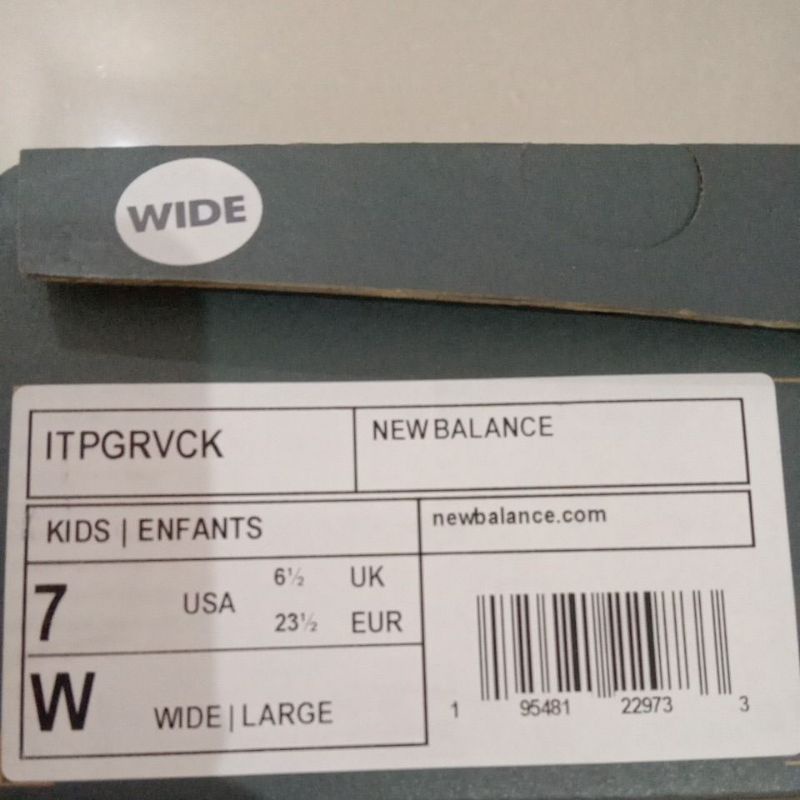 WIDE
ITPGRVCK
NEW BALANCE
KIDS | ENFANTS
newbalance.com
7 USA 6½ UK
23½ EUR
W WIDE | LARGE
1 95481 22973 3